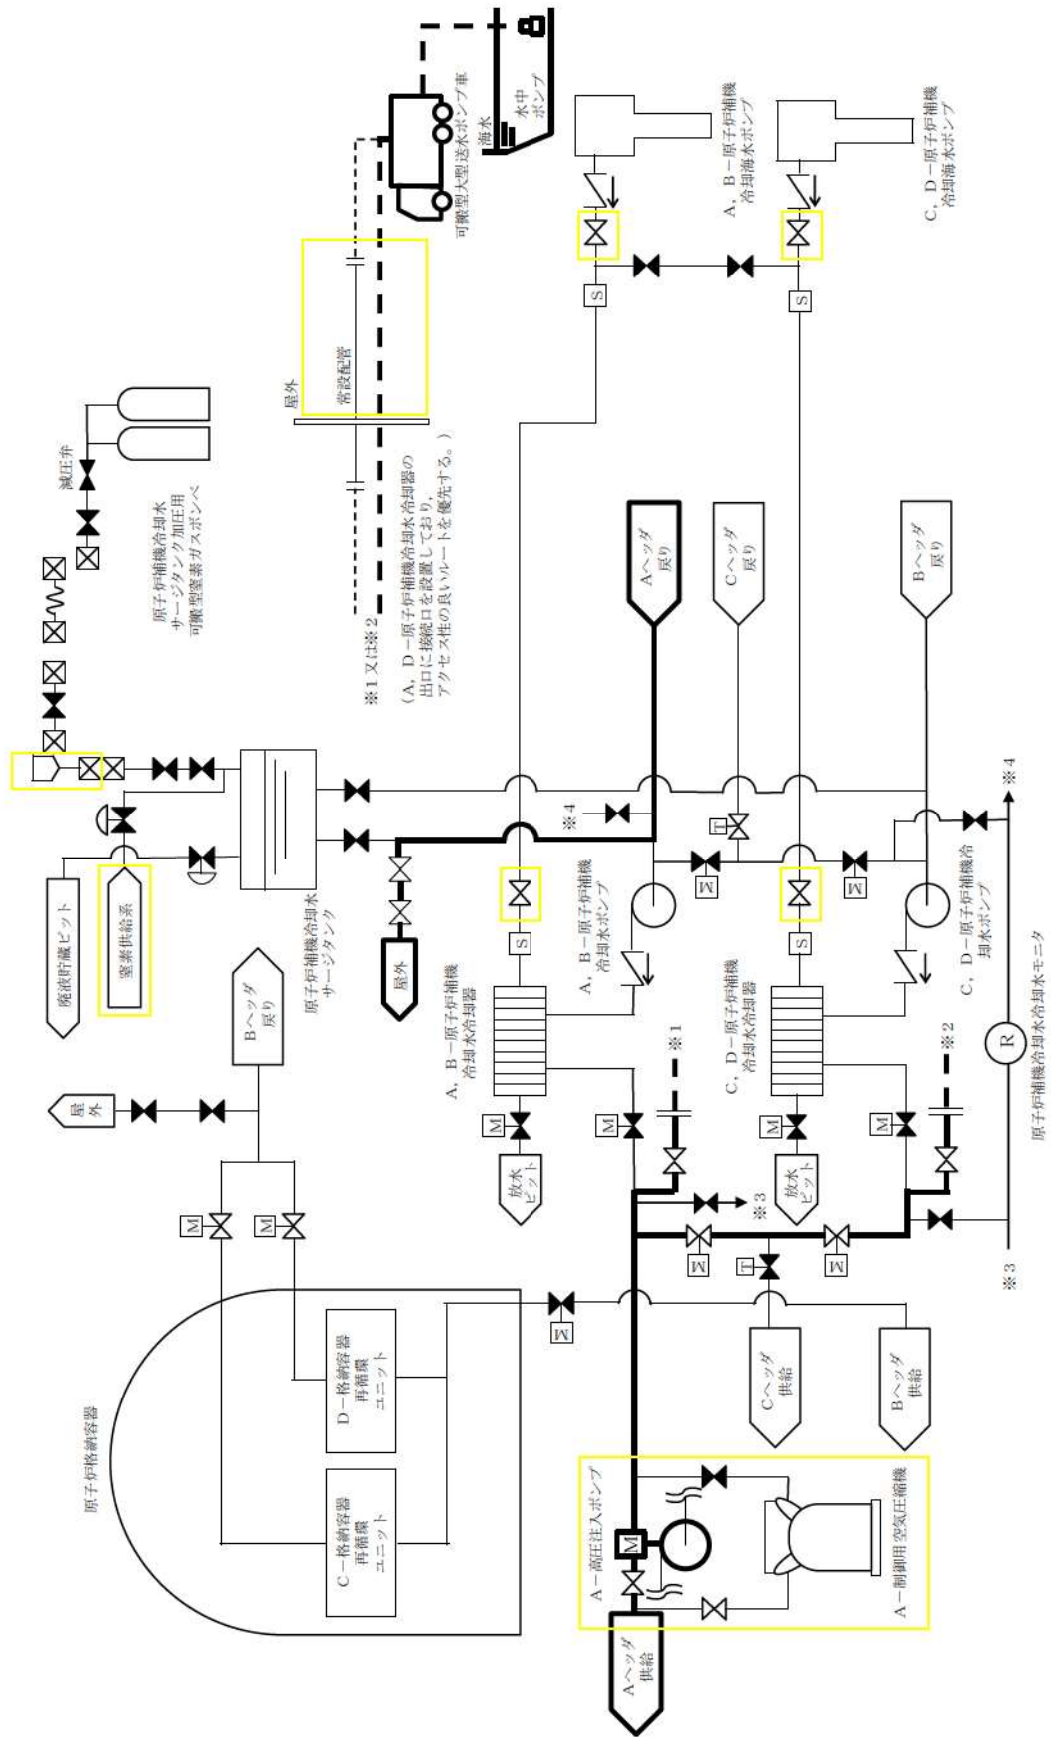 原子炉格納容器
C－格納容器
再循環
ユニット
D－格納容器
再循環
ユニット
M
M
屋外
Bヘッダ
戻り
廃液貯蔵ピット
窒素供給系
原子炉補機冷却水
サージタンク
原子炉補機冷却水
サージタンク加圧用
可搬型窒素ガスボンベ
減圧弁
屋外
常設配管
※1又は※2
（A，D－原子炉補機冷却水冷却器の
出口に接続口を設置しており，
アクセス性の良いルートを優先する。）
可搬型大型送水ポンプ車
海水
水中
ポンプ
A，B－原子炉補機
冷却海水ポンプ
C，D－原子炉補機
冷却海水ポンプ
S
S
屋外
A，B－原子炉補機
冷却水冷却器
S
M
放水
ピット
M
※1
A，B－原子炉補機
冷却水ポンプ
※4
Aヘッダ
戻り
Cヘッダ
戻り
Bヘッダ
戻り
T
M
M
C，D－原子炉補機
冷却水冷却器
S
M
放水
ピット
M
※2
C，D－原子炉補機冷
却水ポンプ
※4
R
原子炉補機冷却水冷却水モニタ
※3
※3
M
M
T
M
Cヘッダ
供給
Bヘッダ
供給
A－高圧注入ポンプ
M
A－制御用空気圧縮機
Aヘッダ
供給